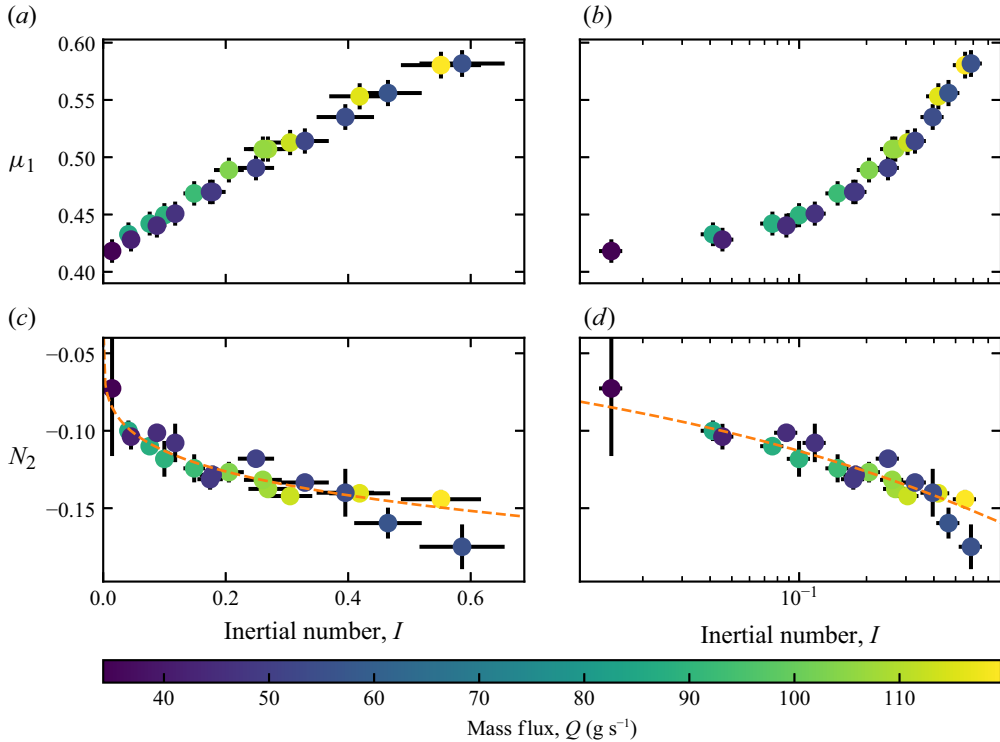 (a)
(b)
0.60
0.55
μ1
0.50
0.45
0.40
(c)
(d)
−0.05
−0.10
N2
−0.15
0.0 0.2 0.4 0.6
10−1
Inertial number, I
Inertial number, I
40 50 60 70 80 90 100 110
Mass flux, Q (g s−1)